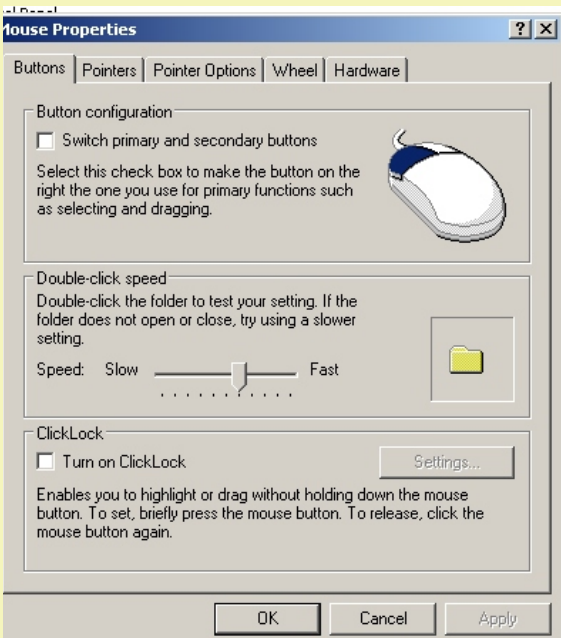 Mouse Properties
Buttons Pointers Pointer Options Wheel Hardware
Button configuration
Switch primary and secondary buttons
Select this check box to make the button on the
right the one you use for primary functions such
as selecting and dragging.
Double-click speed
Double-click the folder to test your setting. If the
folder does not open or close, try using a slower
setting.
Speed: Slow Fast
ClickLock
Turn on ClickLock
Settings...
Enables you to highlight or drag without holding down the mouse
button. To set, briefly press the mouse button. To release, click the
mouse button again.
OK Cancel Apply